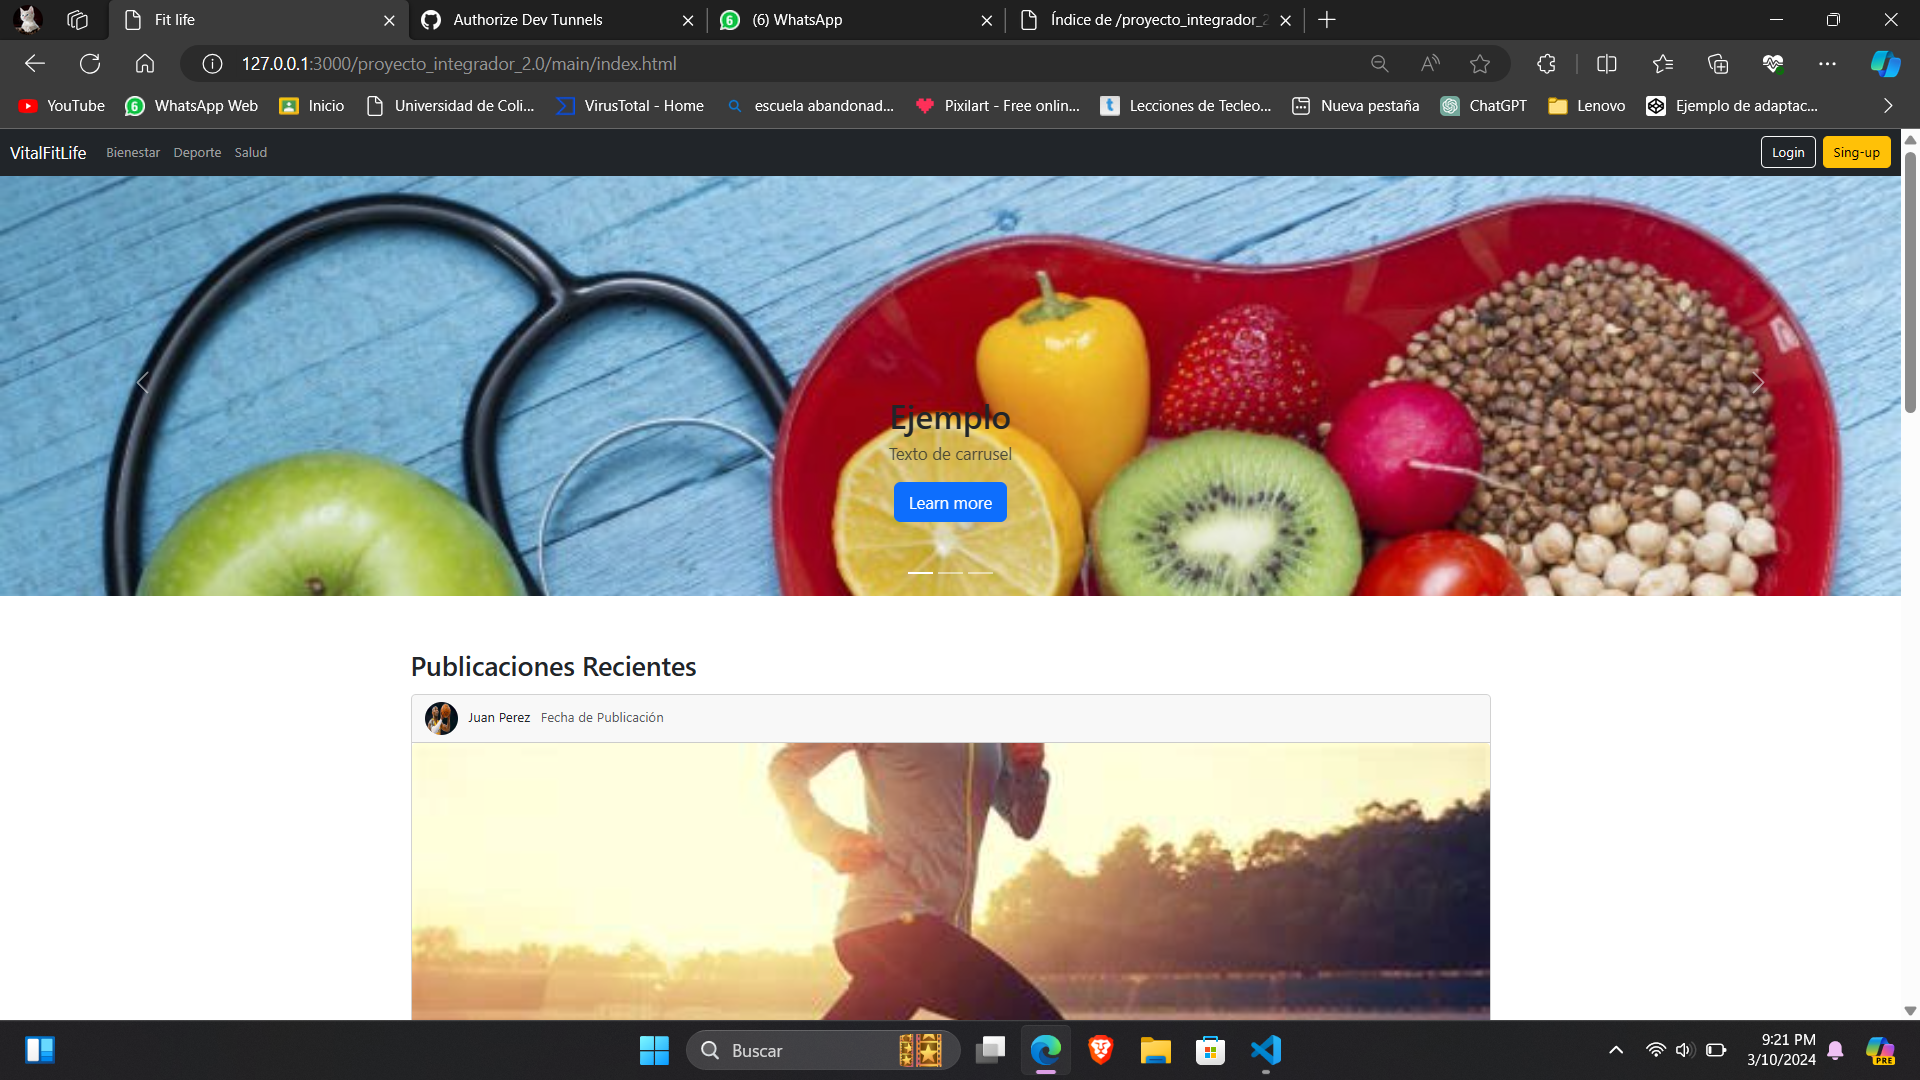 Fit life
Authorize Dev Tunnels
(6) WhatsApp
Índice de /proyecto_integrador_2
127.0.0.1:3000/proyecto_integrador_2.0/main/index.html
YouTube
6
WhatsApp Web
Inicio
Universidad de Coli...
VirusTotal - Home
escuela abandonad...
Pixilart - Free onlin...
t
Lecciones de Tecleo...
Nueva pestaña
ChatGPT
Lenovo
Ejemplo de adaptac...
VitalFitLife
Bienestar
Deporte
Salud
Login
Sing-up
Ejemplo
Texto de carrusel
Learn more
Publicaciones Recientes
Juan Perez
Fecha de Publicación
Buscar
9:21 PM
3/10/2024
PRE